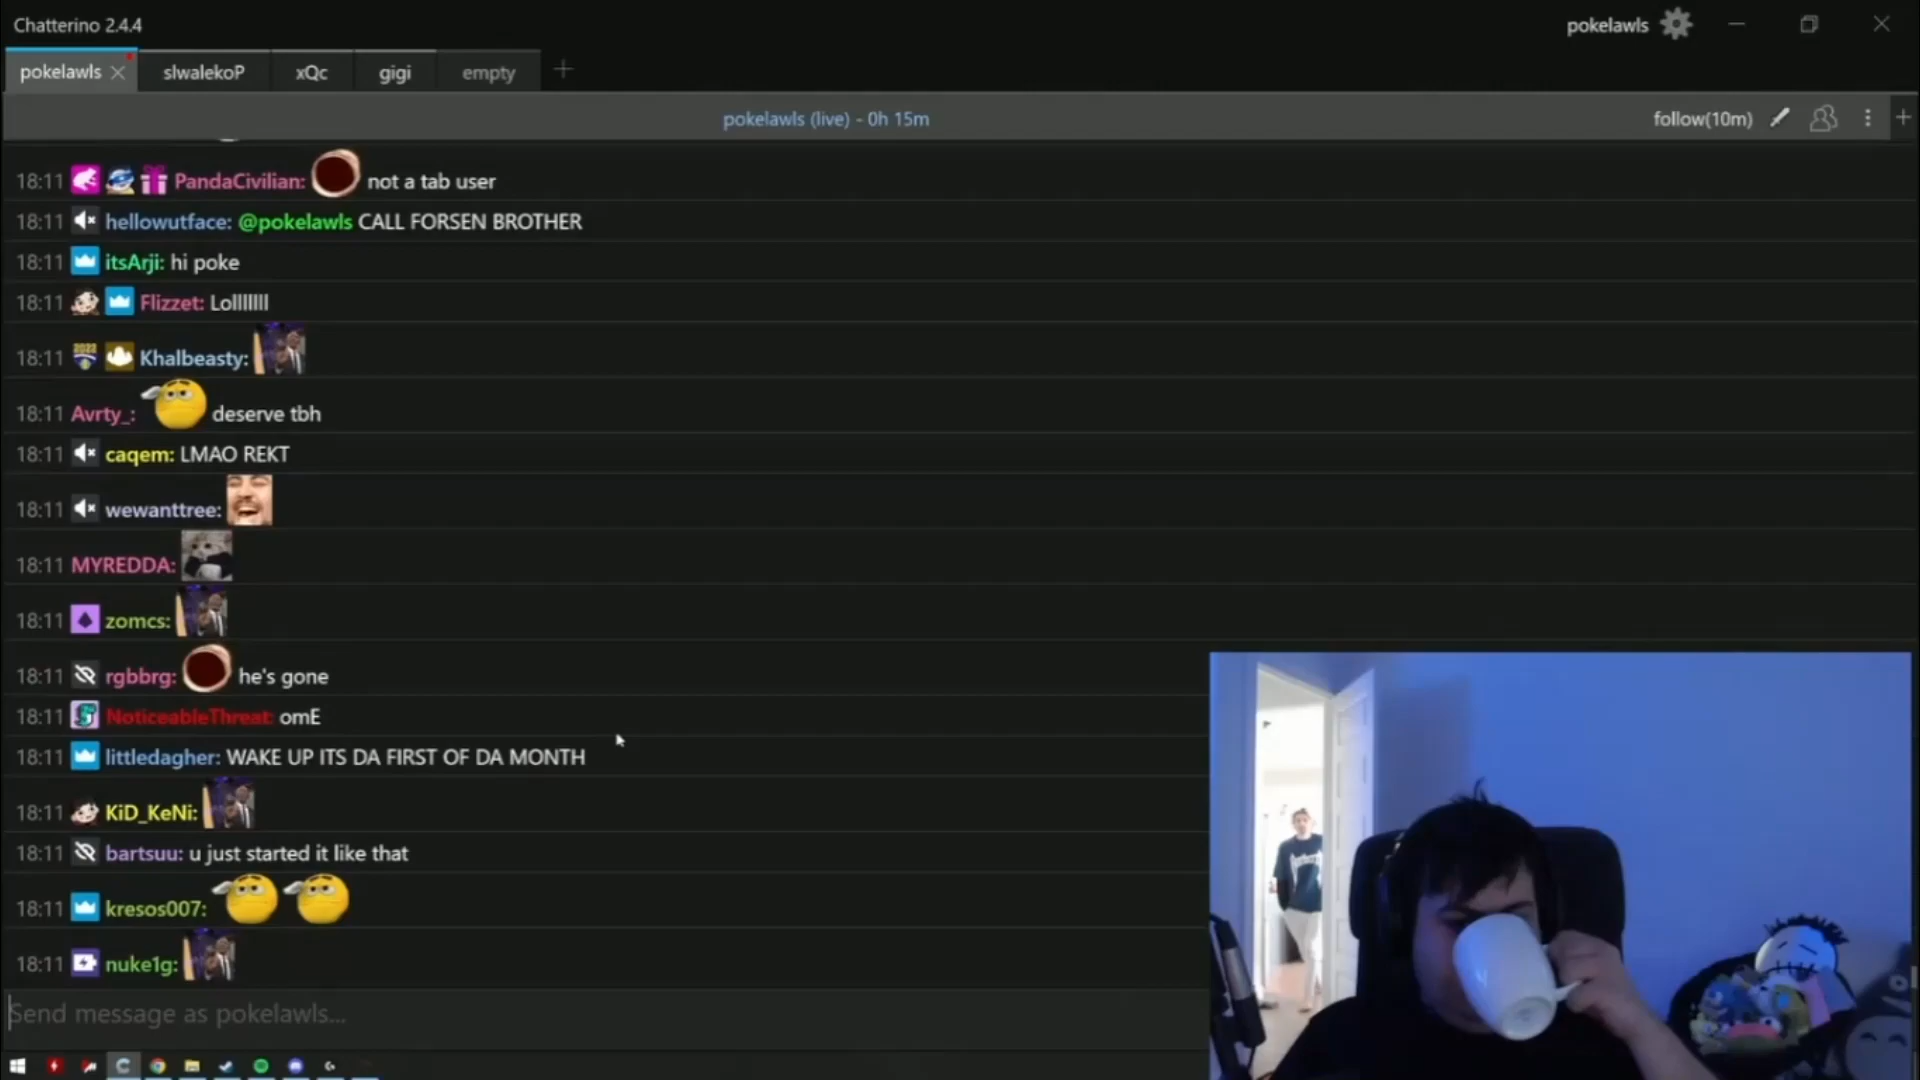 Chatterino 2.4.4
pokelawls
pokelawls
slwalekoP
xQc
gigi
empty
pokelawls (live) - 0h 15m
follow(10m)
18:11 PandaCivilian: not a tab user
18:11 hellowutface: @pokelawls CALL FORSEN BROTHER
18:11 itsArji: hi poke
18:11 Flizzet: Lolllllll
18:11 Khalbeasty:
18:11 Avrty_: deserve tbh
18:11 caqem: LMAO REKT
18:11 wewanttree:
18:11 MYREDDA:
18:11 zomcs:
18:11 rgbbrg: he's gone
18:11 NoticeableThreat: omE
18:11 littledagher: WAKE UP ITS DA FIRST OF DA MONTH
18:11 KiD_KeNi:
18:11 bartsuu: u just started it like that
18:11 kresos007:
18:11 nuke1g:
Send message as pokelawls...